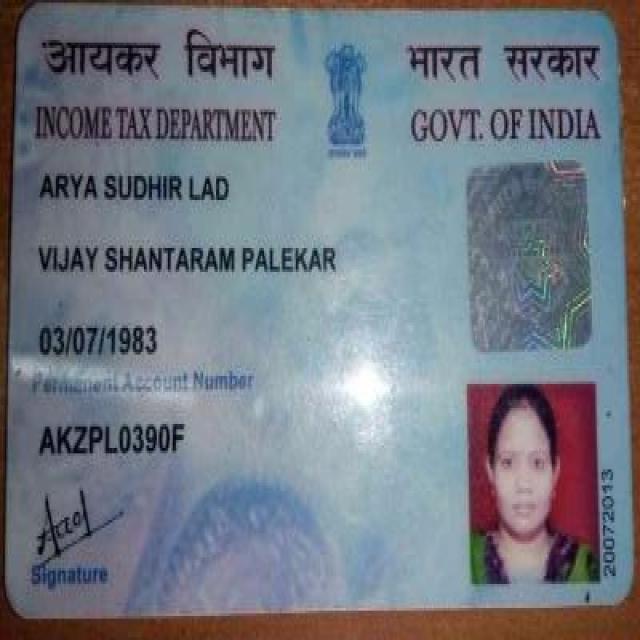 आयकर विभाग भारत सरकार
INCOME TAX DEPARTMENT GOVT. OF INDIA
ARYA SUDHIR LAD
VIJAY SHANTARAM PALEKAR
03/07/1983
Permanent Account Number
AKZPL0390F
Signature
20072013